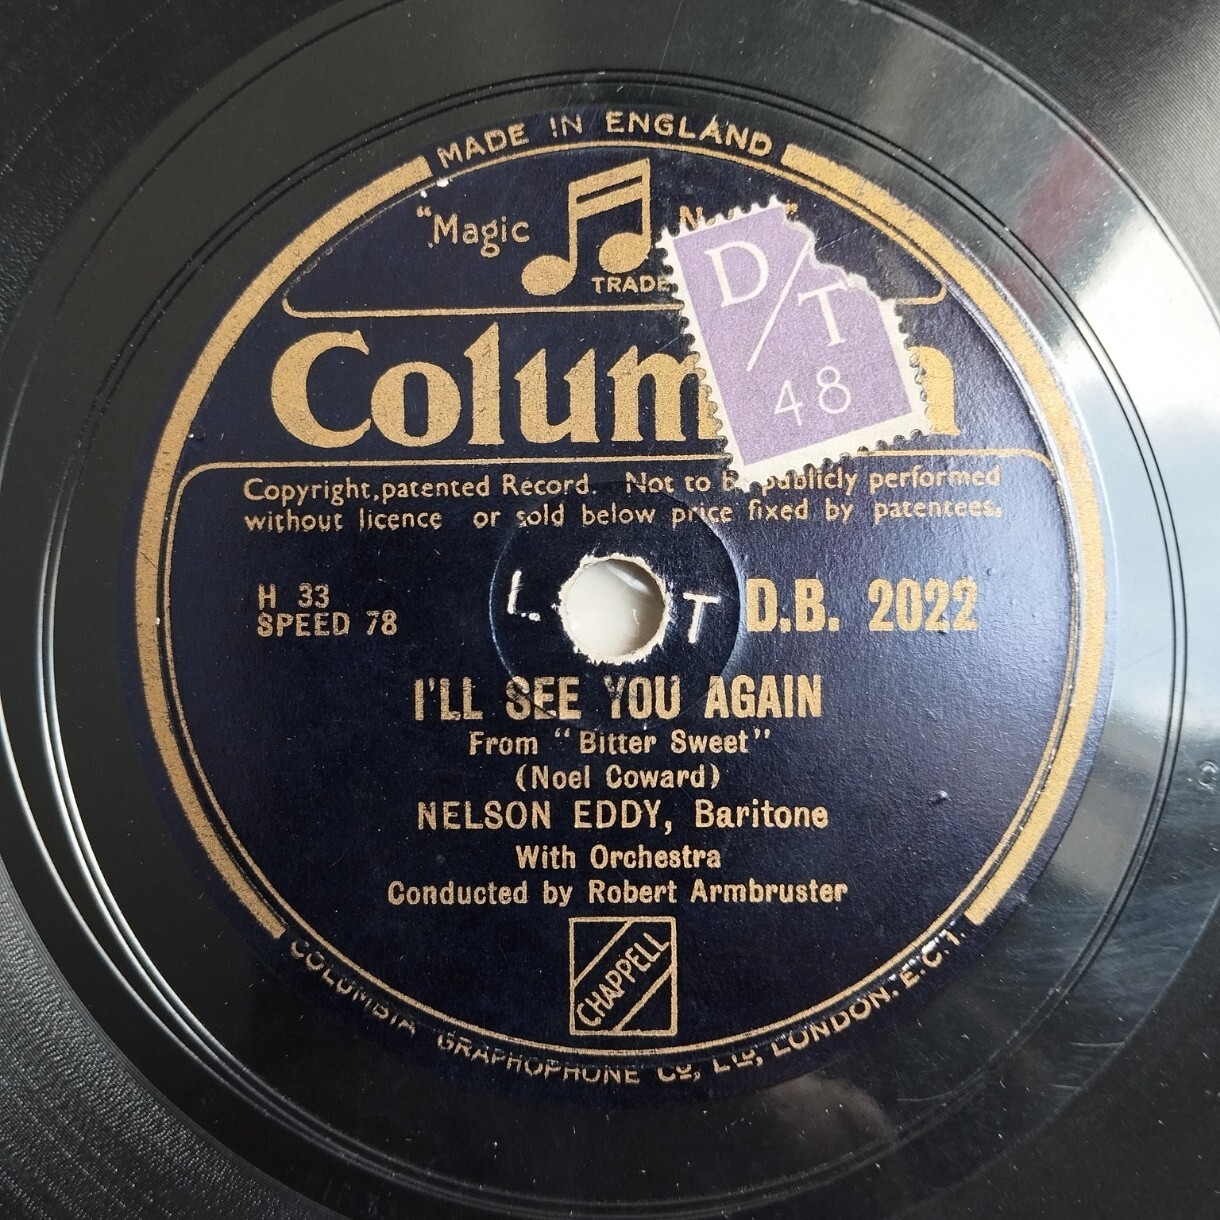 MADE IN ENGLAND
"Magic
TRADE
D/T
48
Copyright, patented Record. Not to be publicly performed
without licence or sold below price fixed by patentees.
H 33
SPEED 78
D.B. 2022
I'LL SEE YOU AGAIN
From "Bitter Sweet"
(Noel Coward)
NELSON EDDY, Baritone
With Orchestra
Conducted by Robert Armbruster
CHAPPELL
COLUMBIA GRAPHOPHONE Co, LTD, LONDON. E.C.1.